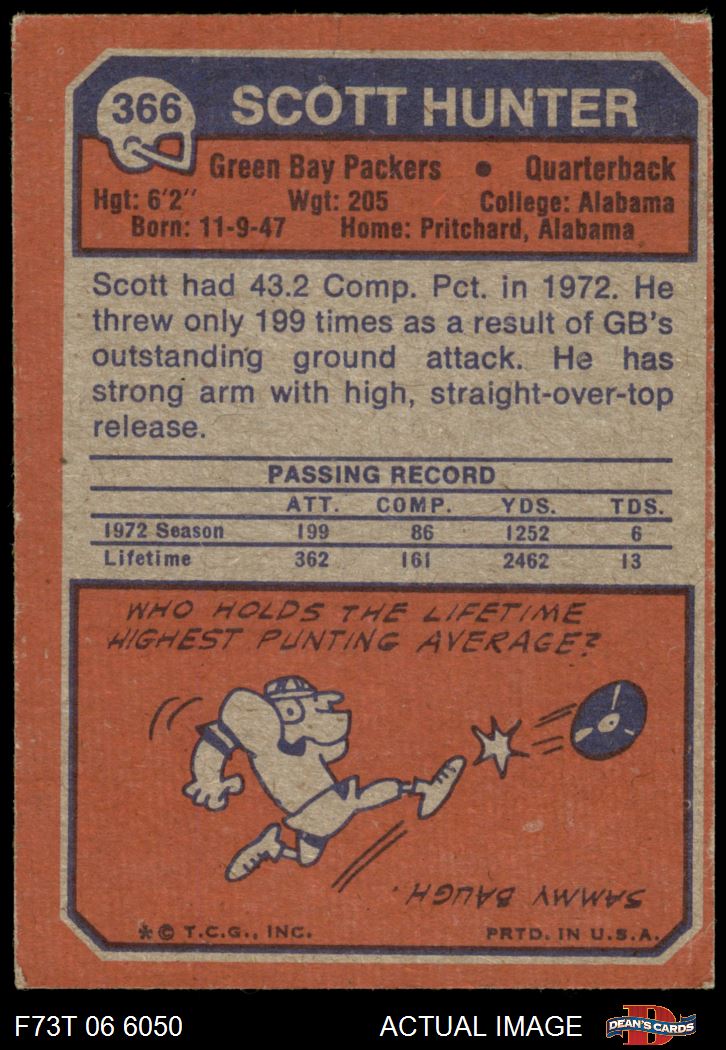 366 SCOTT HUNTER
Green Bay Packers ● Quarterback
Hgt: 6'2" Wgt: 205 College: Alabama
Born: 11-9-47 Home: Pritchard, Alabama
Scott had 43.2 Comp. Pct. in 1972. He
threw only 199 times as a result of GB's
outstanding ground attack. He has
strong arm with high, straight-over-top
release.
PASSING RECORD
ATT. COMP. YDS. TDS.
1972 Season 199 86 1252 6
Lifetime 362 161 2462 13
WHO HOLDS THE LIFETIME
HIGHEST PUNTING AVERAGE?
SAMMY BAUGH.
*© T.C.G., INC. PRTD. IN U.S.A.
F73T 06 6050 ACTUAL IMAGE D DEAN'S CARDS